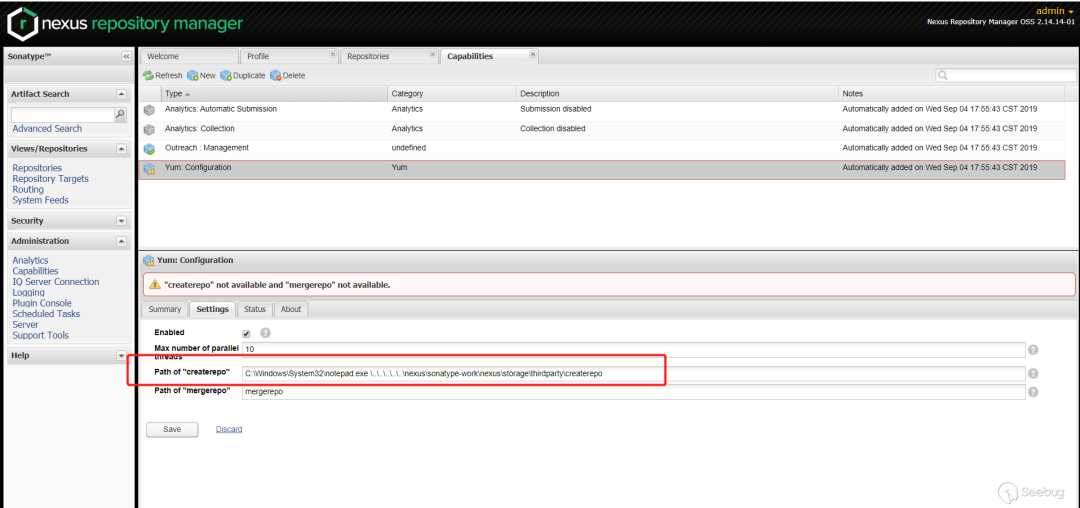 admin
nexus repository manager
Nexus Repository Manager OSS 2.14.14-01
Sonatype™
Welcome Profile Repositories Capabilities
Refresh New Duplicate Delete
Artifact Search
Advanced Search
Views/Repositories
Repositories
Repository Targets
Routing
System Feeds
Security
Administration
Analytics
Capabilities
IQ Server Connection
Logging
Plugin Console
Scheduled Tasks
Server
Support Tools
Help
Type Category Description Notes
Analytics: Automatic Submission Analytics Submission disabled Automatically added on Wed Sep 04 17:55:43 CST 2019
Analytics: Collection Analytics Collection disabled Automatically added on Wed Sep 04 17:55:43 CST 2019
Outreach : Management undefined Automatically added on Wed Sep 04 17:55:43 CST 2019
Yum: Configuration Yum Automatically added on Wed Sep 04 17:55:43 CST 2019
Yum: Configuration
"createrepo" not available and "mergerepo" not available.
Summary Settings Status About
Enabled
Max number of parallel threads 10
Path of "createrepo" C:\Windows\System32\notepad.exe \..\..\..\..\..\nexus\sonatype-work\nexus\storage\thirdparty\createrepo
Path of "mergerepo" mergerepo
Save Discard
Seebug